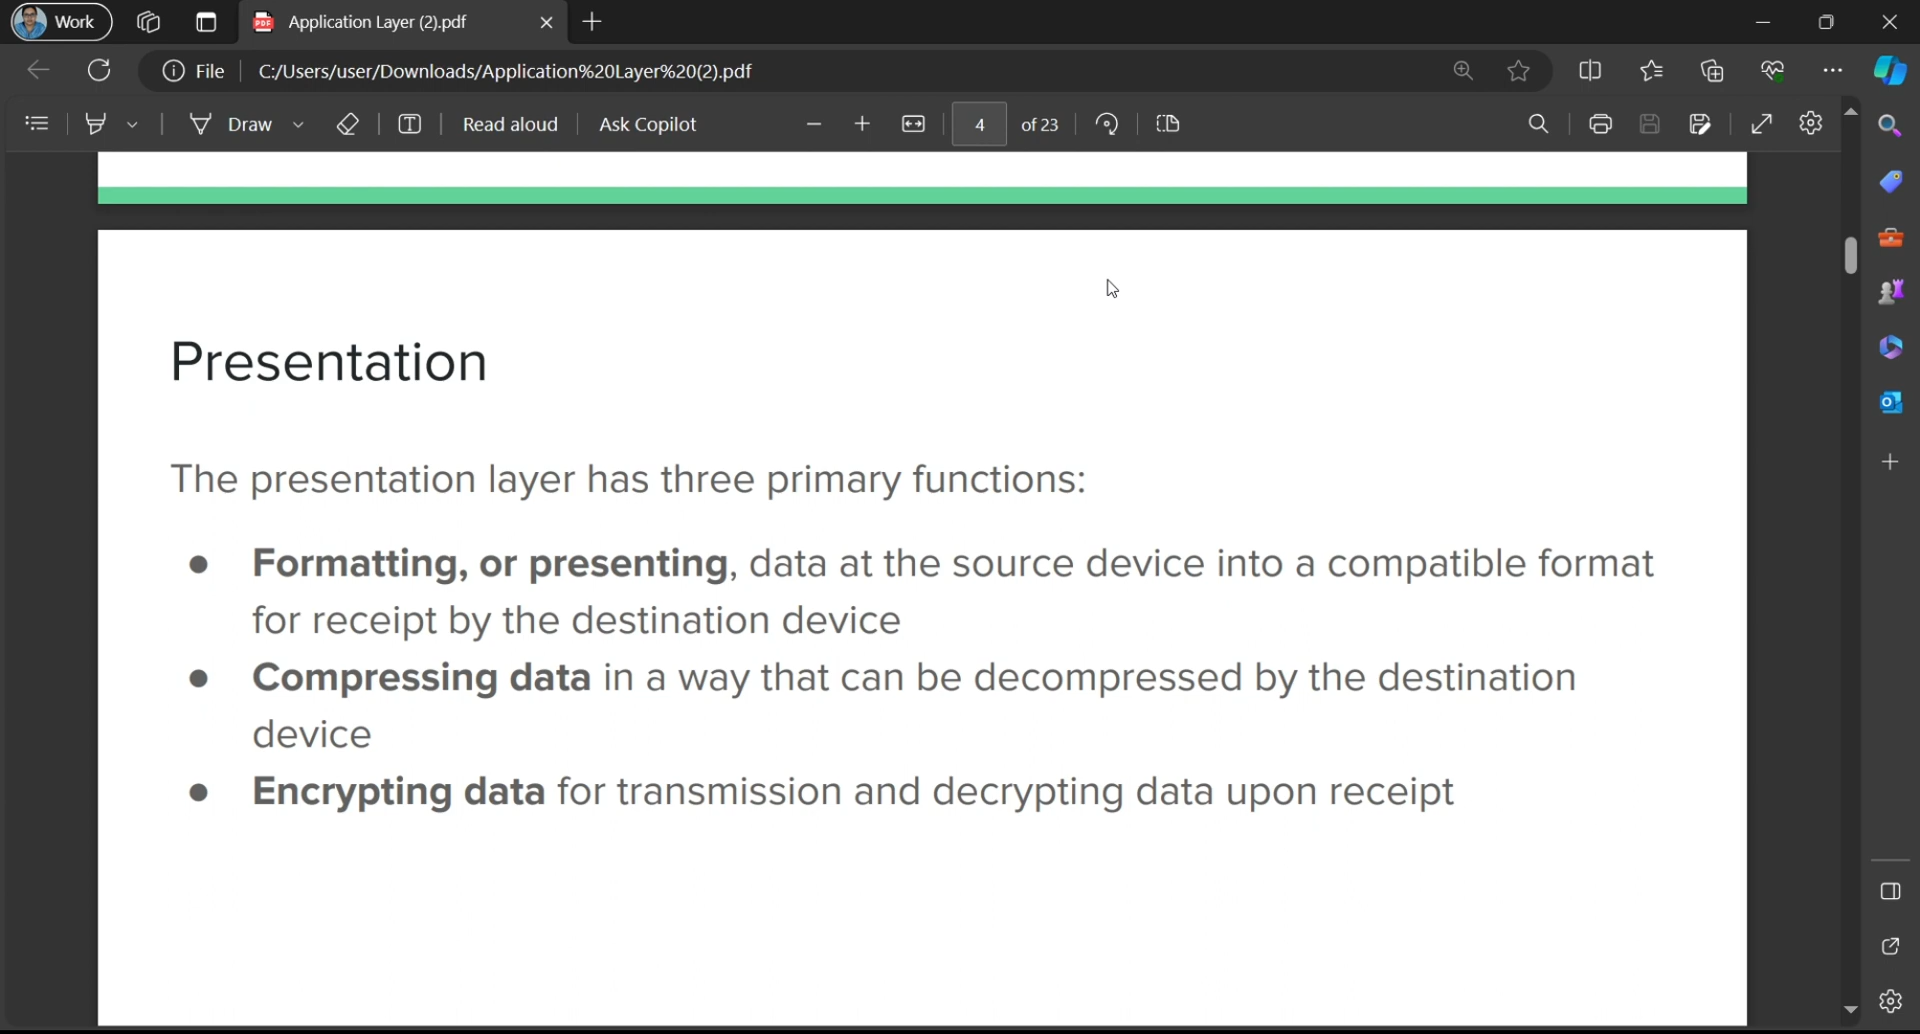 Work
Application Layer (2).pdf
File
C:/Users/user/Downloads/Application%20Layer%20(2).pdf
Draw
Read aloud
Ask Copilot
4 of 23
Presentation
The presentation layer has three primary functions:
● Formatting, or presenting, data at the source device into a compatible format
for receipt by the destination device
● Compressing data in a way that can be decompressed by the destination
device
● Encrypting data for transmission and decrypting data upon receipt